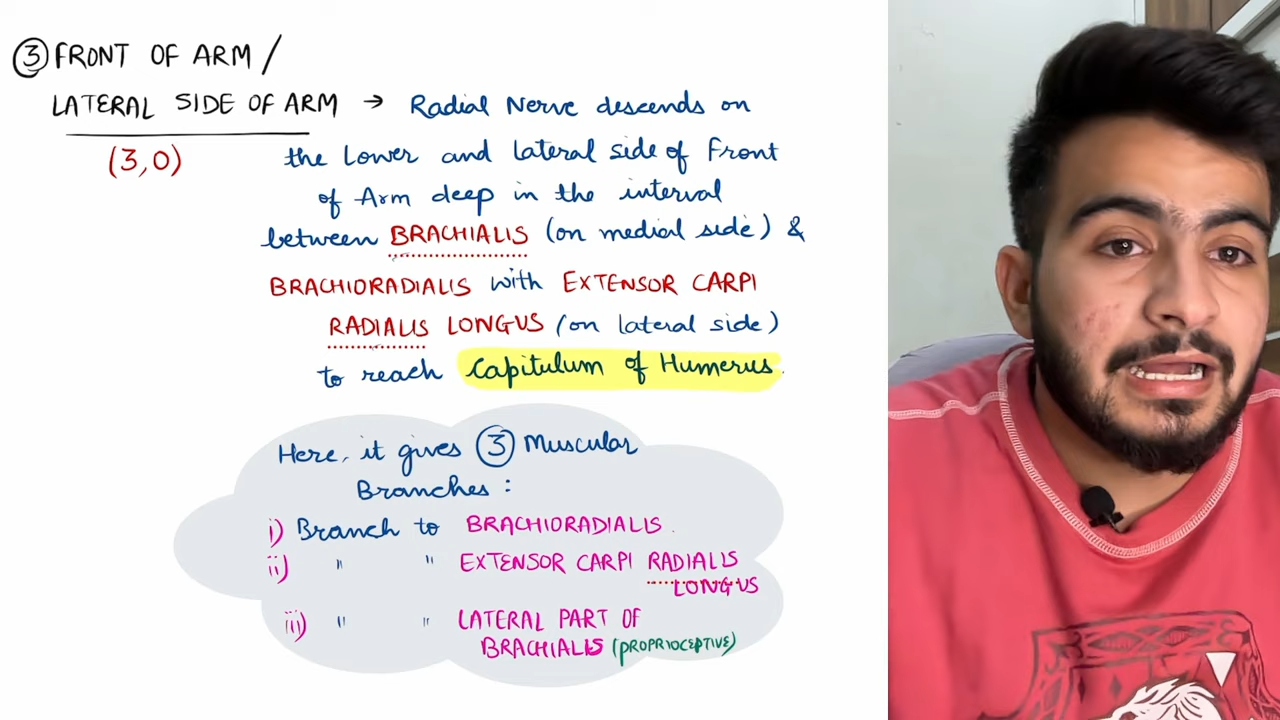 ③ FRONT OF ARM /
LATERAL SIDE OF ARM → Radial Nerve descends on
(3,0) the lower and lateral side of Front
of Arm deep in the interval
between BRACHIALIS (on medial side) &
BRACHIORADIALIS with EXTENSOR CARPI
RADIALIS LONGUS (on lateral side)
to reach Capitulum of Humerus.
Here, it gives ③ Muscular
Branches :
i) Branch to BRACHIORADIALIS.
ii) " " EXTENSOR CARPI RADIALIS
LONGUS
iii) " " LATERAL PART OF
BRACHIALIS (PROPRIOCEPTIVE)